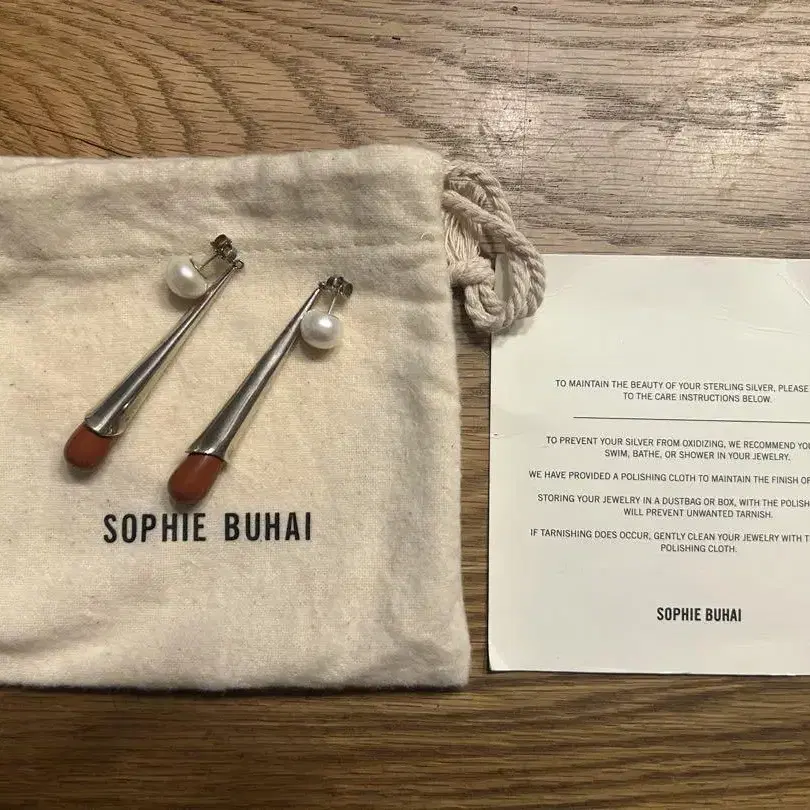 SOPHIE BUHAI
TO MAINTAIN THE BEAUTY OF YOUR STERLING SILVER, PLEASE
TO THE CARE INSTRUCTIONS BELOW.
TO PREVENT YOUR SILVER FROM OXIDIZING, WE RECOMMEND
SWIM, BATHE, OR SHOWER IN YOUR JEWELRY.
WE HAVE PROVIDED A POLISHING CLOTH TO MAINTAIN THE FINISH
STORING YOUR JEWELRY IN A DUSTBAG OR BOX, WITH THE
WILL PREVENT UNWANTED TARNISH.
IF TARNISHING DOES OCCUR, GENTLY CLEAN YOUR JEWELRY WITH
POLISHING CLOTH.
SOPHIE BUHAI